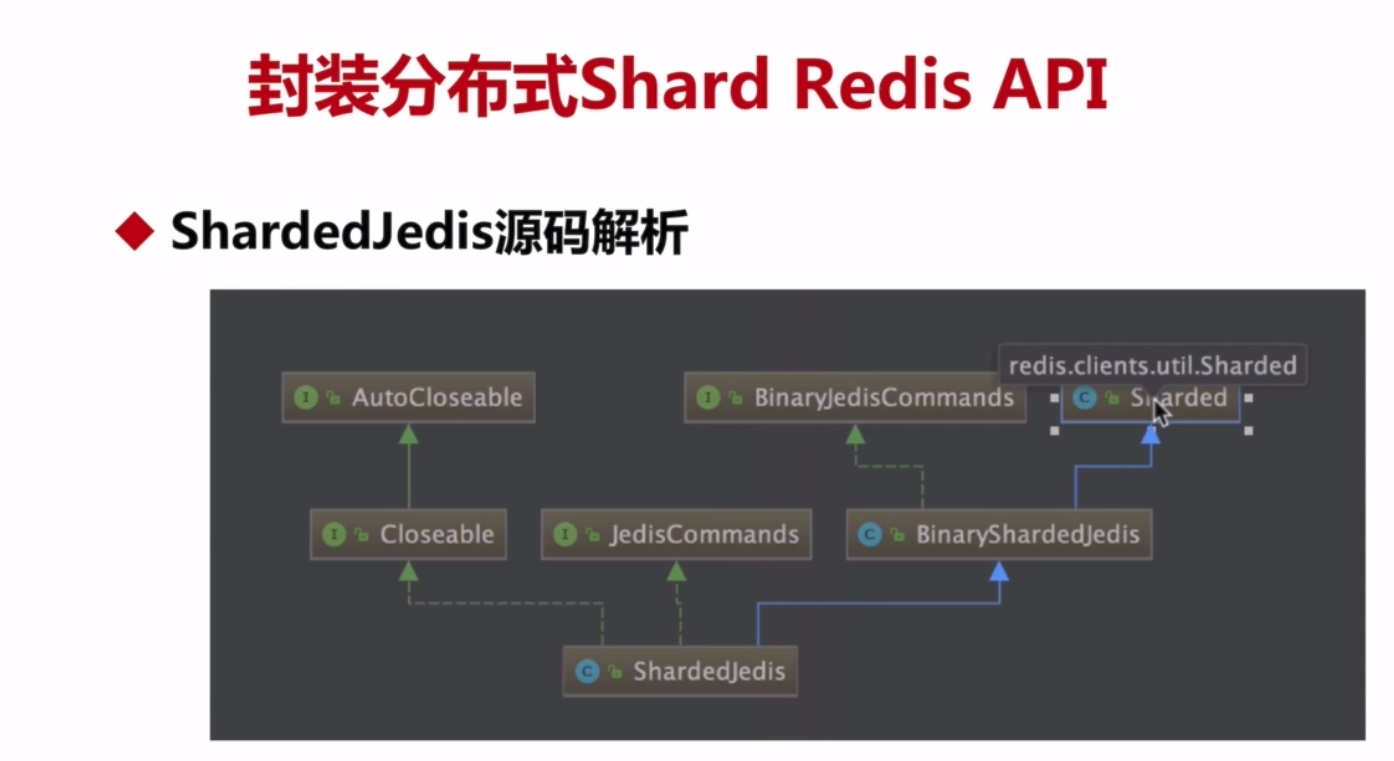 封装分布式Shard Redis API
ShardedJedis源码解析
redis.clients.util.Sharded
AutoCloseable
BinaryJedisCommands
Sharded
Closeable
JedisCommands
BinaryShardedJedis
ShardedJedis